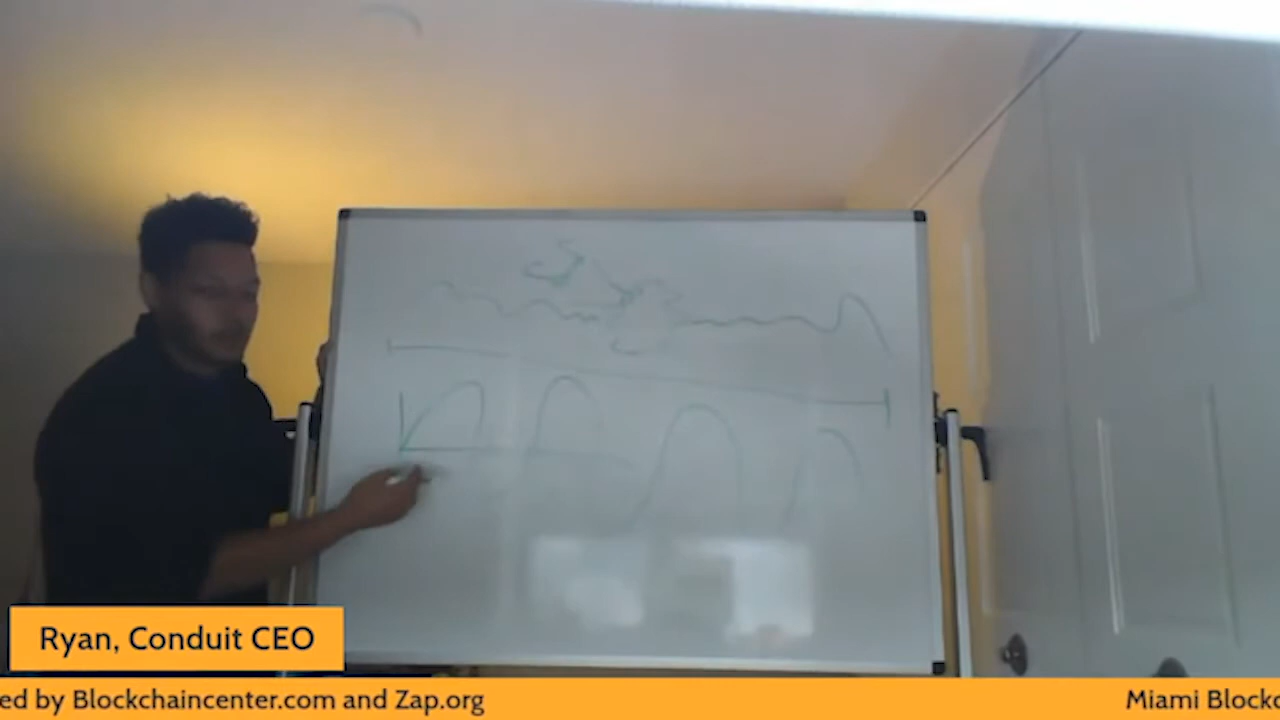 Ryan, Conduit CEO
ed by Blockchaincenter.com and Zap.org
Miami Blockc